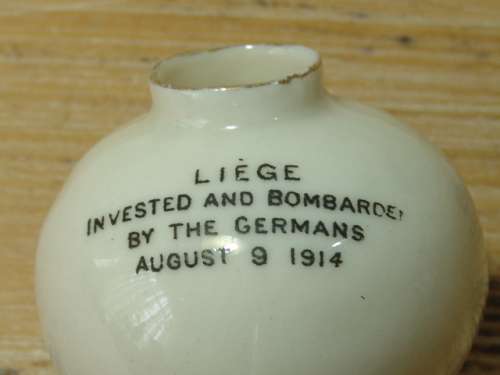 LIÈGE
INVESTED AND BOMBARDED
BY THE GERMANS
AUGUST 9 1914